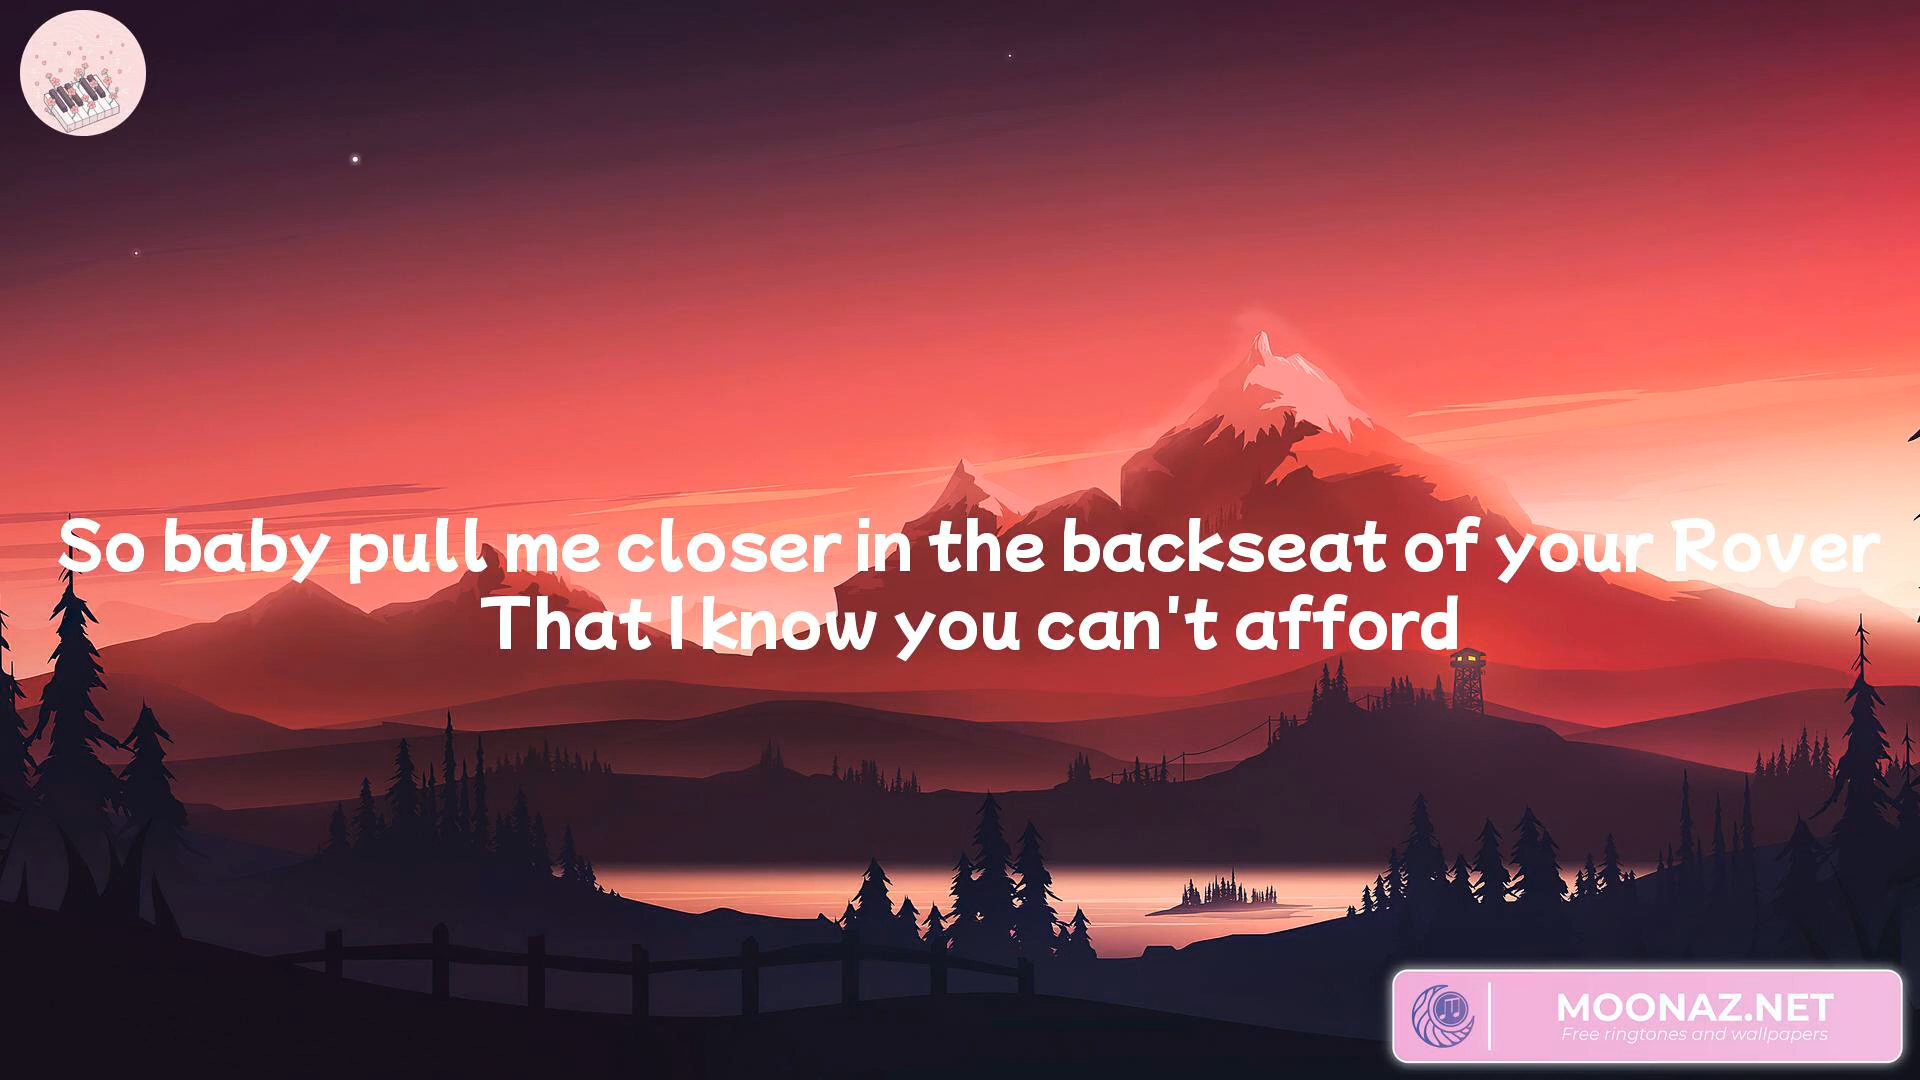 So baby pull me closer in the backseat of your Rover
That I know you can't afford
MOONAZ.NET
Free ringtones and wallpapers